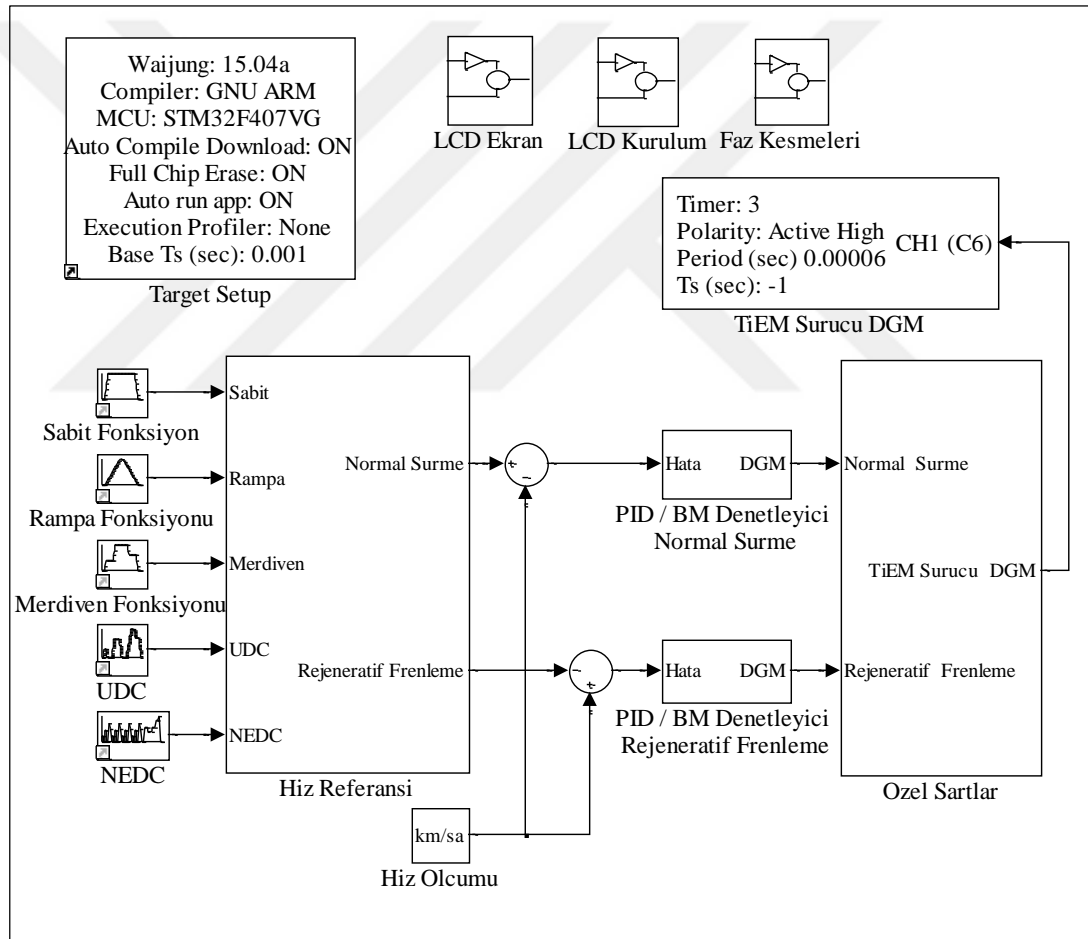 Waijung: 15.04a
Compiler: GNU ARM
MCU: STM32F407VG
Auto Compile Download: ON
Full Chip Erase: ON
Auto run app: ON
Execution Profiler: None
Base Ts (sec): 0.001
Target Setup
LCD Ekran
LCD Kurulum
Faz Kesmeleri
Timer: 3
Polarity: Active High
Period (sec) 0.00006
Ts (sec): -1
CH1 (C6)
TiEM Surucu DGM
Sabit Fonksiyon
Rampa Fonksiyonu
Merdiven Fonksiyonu
UDC
NEDC
Sabit
Rampa
Merdiven
UDC
NEDC
Normal Surme
Rejeneratif Frenleme
Hiz Referansi
km/sa
Hiz Olcumu
Hata DGM
PID / BM Denetleyici
Normal Surme
Hata DGM
PID / BM Denetleyici
Rejeneratif Frenleme
Normal Surme
TiEM Surucu DGM
Rejeneratif Frenleme
Ozel Sartlar